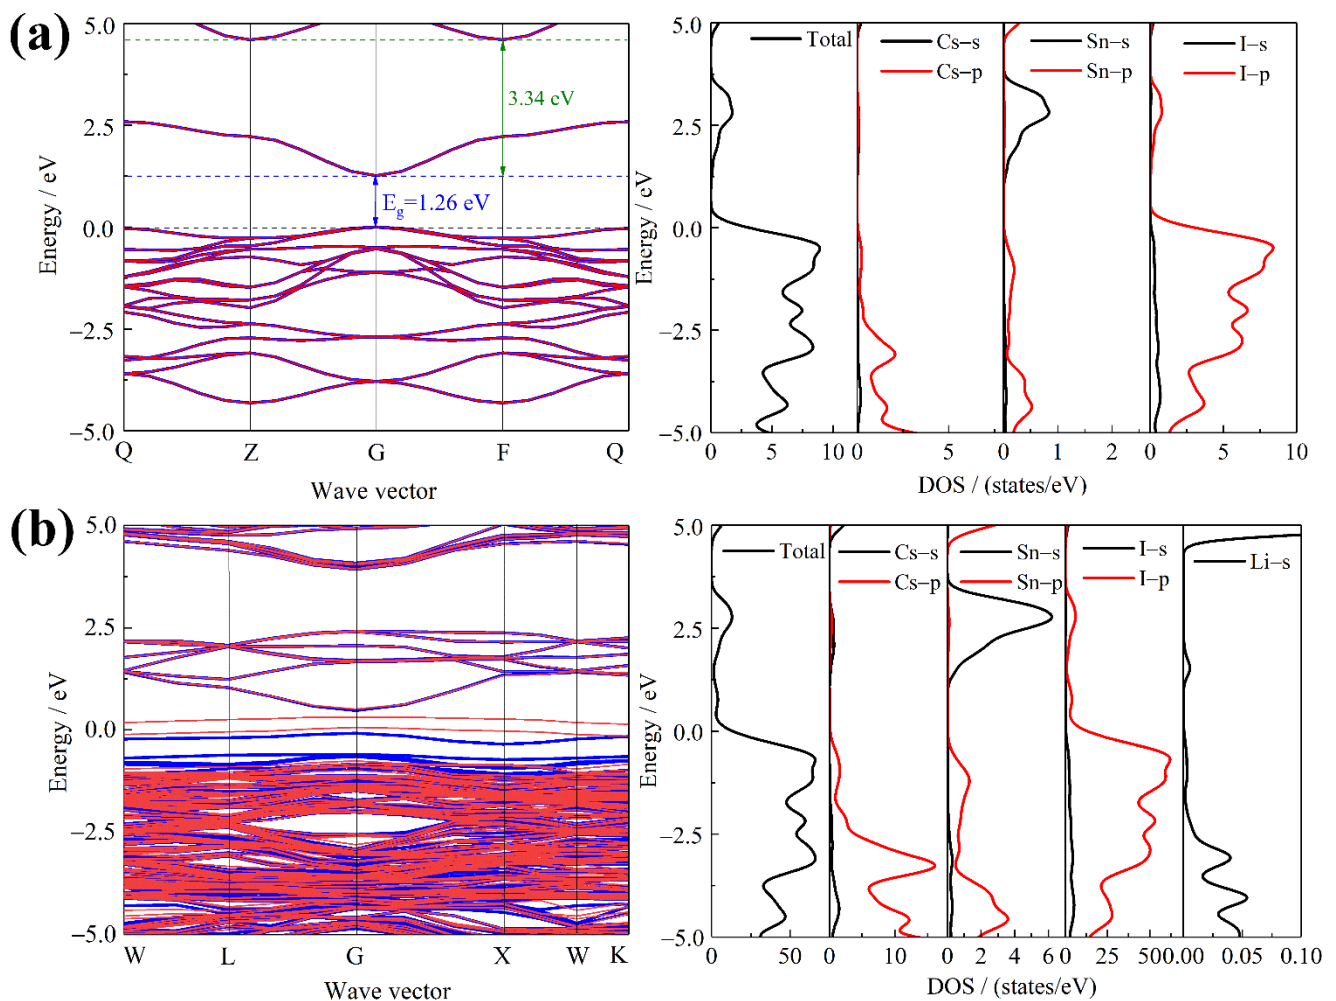 (a)
5.0
2.5
0.0
−2.5
−5.0
Energy / eV
3.34 eV
Eg=1.26 eV
Q Z G F Q
Wave vector
5.0
2.5
0.0
−2.5
−5.0
Energy / eV
Total
Cs−s
Cs−p
Sn−s
Sn−p
I−s
I−p
0 5 10 0 0 1 2 0 5 10
DOS / (states/eV)
(b)
5.0
2.5
0.0
−2.5
−5.0
Energy / eV
W L G X W K
Wave vector
5.0
2.5
0.0
−2.5
−5.0
Energy / eV
Total
Cs−s
Cs−p
Sn−s
Sn−p
I−s
I−p
Li−s
0 50 0 5 10 0 2 4 6 0 25 50 0.00 0.05 0.10
DOS / (states/eV)